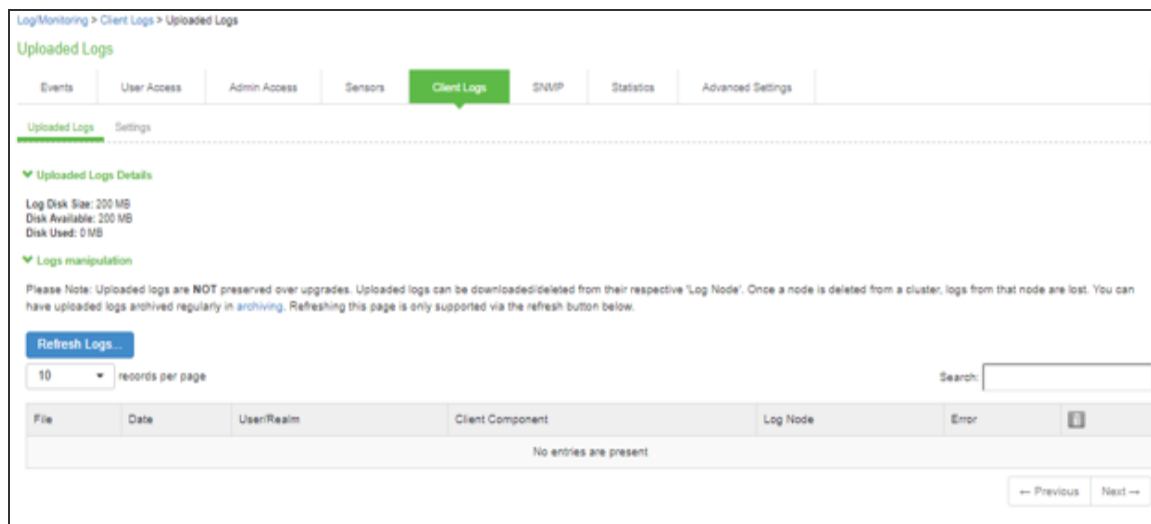 Log/Monitoring > Client Logs > Uploaded Logs
Uploaded Logs
Events User Access Admin Access Sensors Client Logs SNMP Statistics Advanced Settings
Uploaded Logs Settings
Uploaded Logs Details
Log Disk Size: 200 MB
Disk Available: 200 MB
Disk Used: 0 MB
Logs manipulation
Please Note: Uploaded logs are NOT preserved over upgrades. Uploaded logs can be downloaded/deleted from their respective 'Log Node'. Once a node is deleted from a cluster, logs from that node are lost. You can
have uploaded logs archived regularly in archiving. Refreshing this page is only supported via the refresh button below.
Refresh Logs...
10 records per page Search:
File Date User/Realm Client Component Log Node Error
No entries are present
← Previous Next →